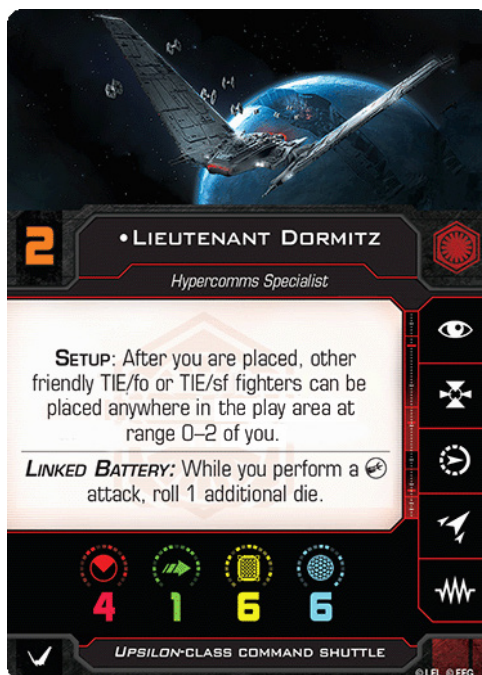 2
•Lieutenant Dormitz
Hypercomms Specialist
Setup: After you are placed, other
friendly TIE/fo or TIE/sf fighters can be
placed anywhere in the play area at
range 0–2 of you.
Linked Battery: While you perform a
attack, roll 1 additional die.
4 1 6 6
Upsilon-class command shuttle
©LFL ©FFG